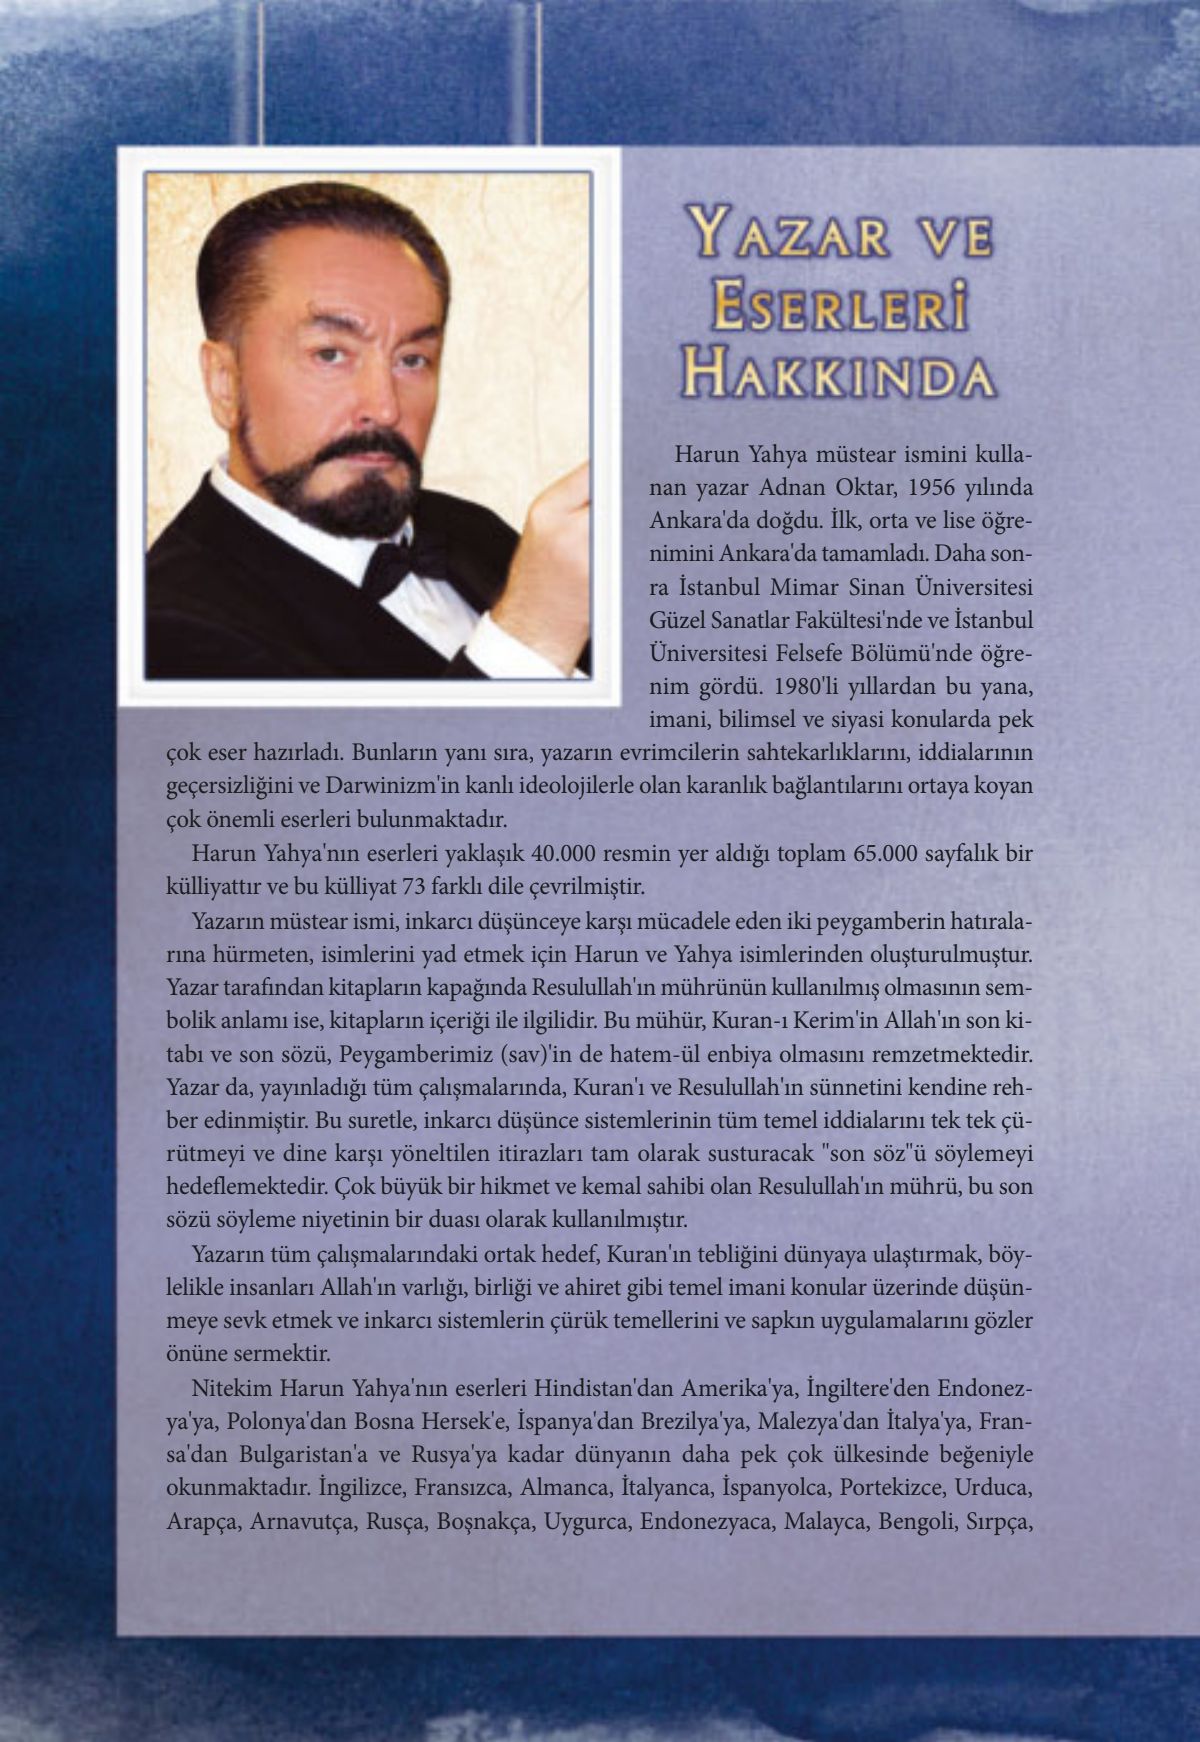 YAZAR VE
ESERLERİ
HAKKINDA
Harun Yahya müstear ismini kulla-
nan yazar Adnan Oktar, 1956 yılında
Ankara'da doğdu. İlk, orta ve lise öğre-
nimini Ankara'da tamamladı. Daha son-
ra İstanbul Mimar Sinan Üniversitesi
Güzel Sanatlar Fakültesi'nde ve İstanbul
Üniversitesi Felsefe Bölümü'nde öğre-
nim gördü. 1980'li yıllardan bu yana,
imani, bilimsel ve siyasi konularda pek
çok eser hazırladı. Bunların yanı sıra, yazarın evrimcilerin sahtekarlıklarını, iddialarının
geçersizliğini ve Darwinizm'in kanlı ideolojilerle olan karanlık bağlantılarını ortaya koyan
çok önemli eserleri bulunmaktadır.
Harun Yahya'nın eserleri yaklaşık 40.000 resmin yer aldığı toplam 65.000 sayfalık bir
külliyattır ve bu külliyat 73 farklı dile çevrilmiştir.
Yazarın müstear ismi, inkarcı düşünceye karşı mücadele eden iki peygamberin hatırala-
rına hürmeten, isimlerini yad etmek için Harun ve Yahya isimlerinden oluşturulmuştur.
Yazar tarafından kitapların kapağında Resulullah'ın mührünün kullanılmış olmasının sem-
bolik anlamı ise, kitapların içeriği ile ilgilidir. Bu mühür, Kuran-ı Kerim'in Allah'ın son ki-
tabı ve son sözü, Peygamberimiz (sav)'in de hatem-ül enbiya olmasını remzetmektedir.
Yazar da, yayınladığı tüm çalışmalarında, Kuran'ı ve Resulullah'ın sünnetini kendine reh-
ber edinmiştir. Bu suretle, inkarcı düşünce sistemlerinin tüm temel iddialarını tek tek çü-
rütmeyi ve dine karşı yöneltilen itirazları tam olarak susturacak "son söz"ü söylemeyi
hedeflemektedir. Çok büyük bir hikmet ve kemal sahibi olan Resulullah'ın mührü, bu son
sözü söyleme niyetinin bir duası olarak kullanılmıştır.
Yazarın tüm çalışmalarındaki ortak hedef, Kuran'ın tebliğini dünyaya ulaştırmak, böy-
lelikle insanları Allah'ın varlığı, birliği ve ahiret gibi temel imani konular üzerinde düşün-
meye sevk etmek ve inkarcı sistemlerin çürük temellerini ve sapkın uygulamalarını gözler
önüne sermektir.
Nitekim Harun Yahya'nın eserleri Hindistan'dan Amerika'ya, İngiltere'den Endonez-
ya'ya, Polonya'dan Bosna Hersek'e, İspanya'dan Brezilya'ya, Malezya'dan İtalya'ya, Fran-
sa'dan Bulgaristan'a ve Rusya'ya kadar dünyanın daha pek çok ülkesinde beğeniyle
okunmaktadır. İngilizce, Fransızca, Almanca, İtalyanca, İspanyolca, Portekizce, Urduca,
Arapça, Arnavutça, Rusça, Boşnakça, Uygurca, Endonezyaca, Malayca, Bengoli, Sırpça,